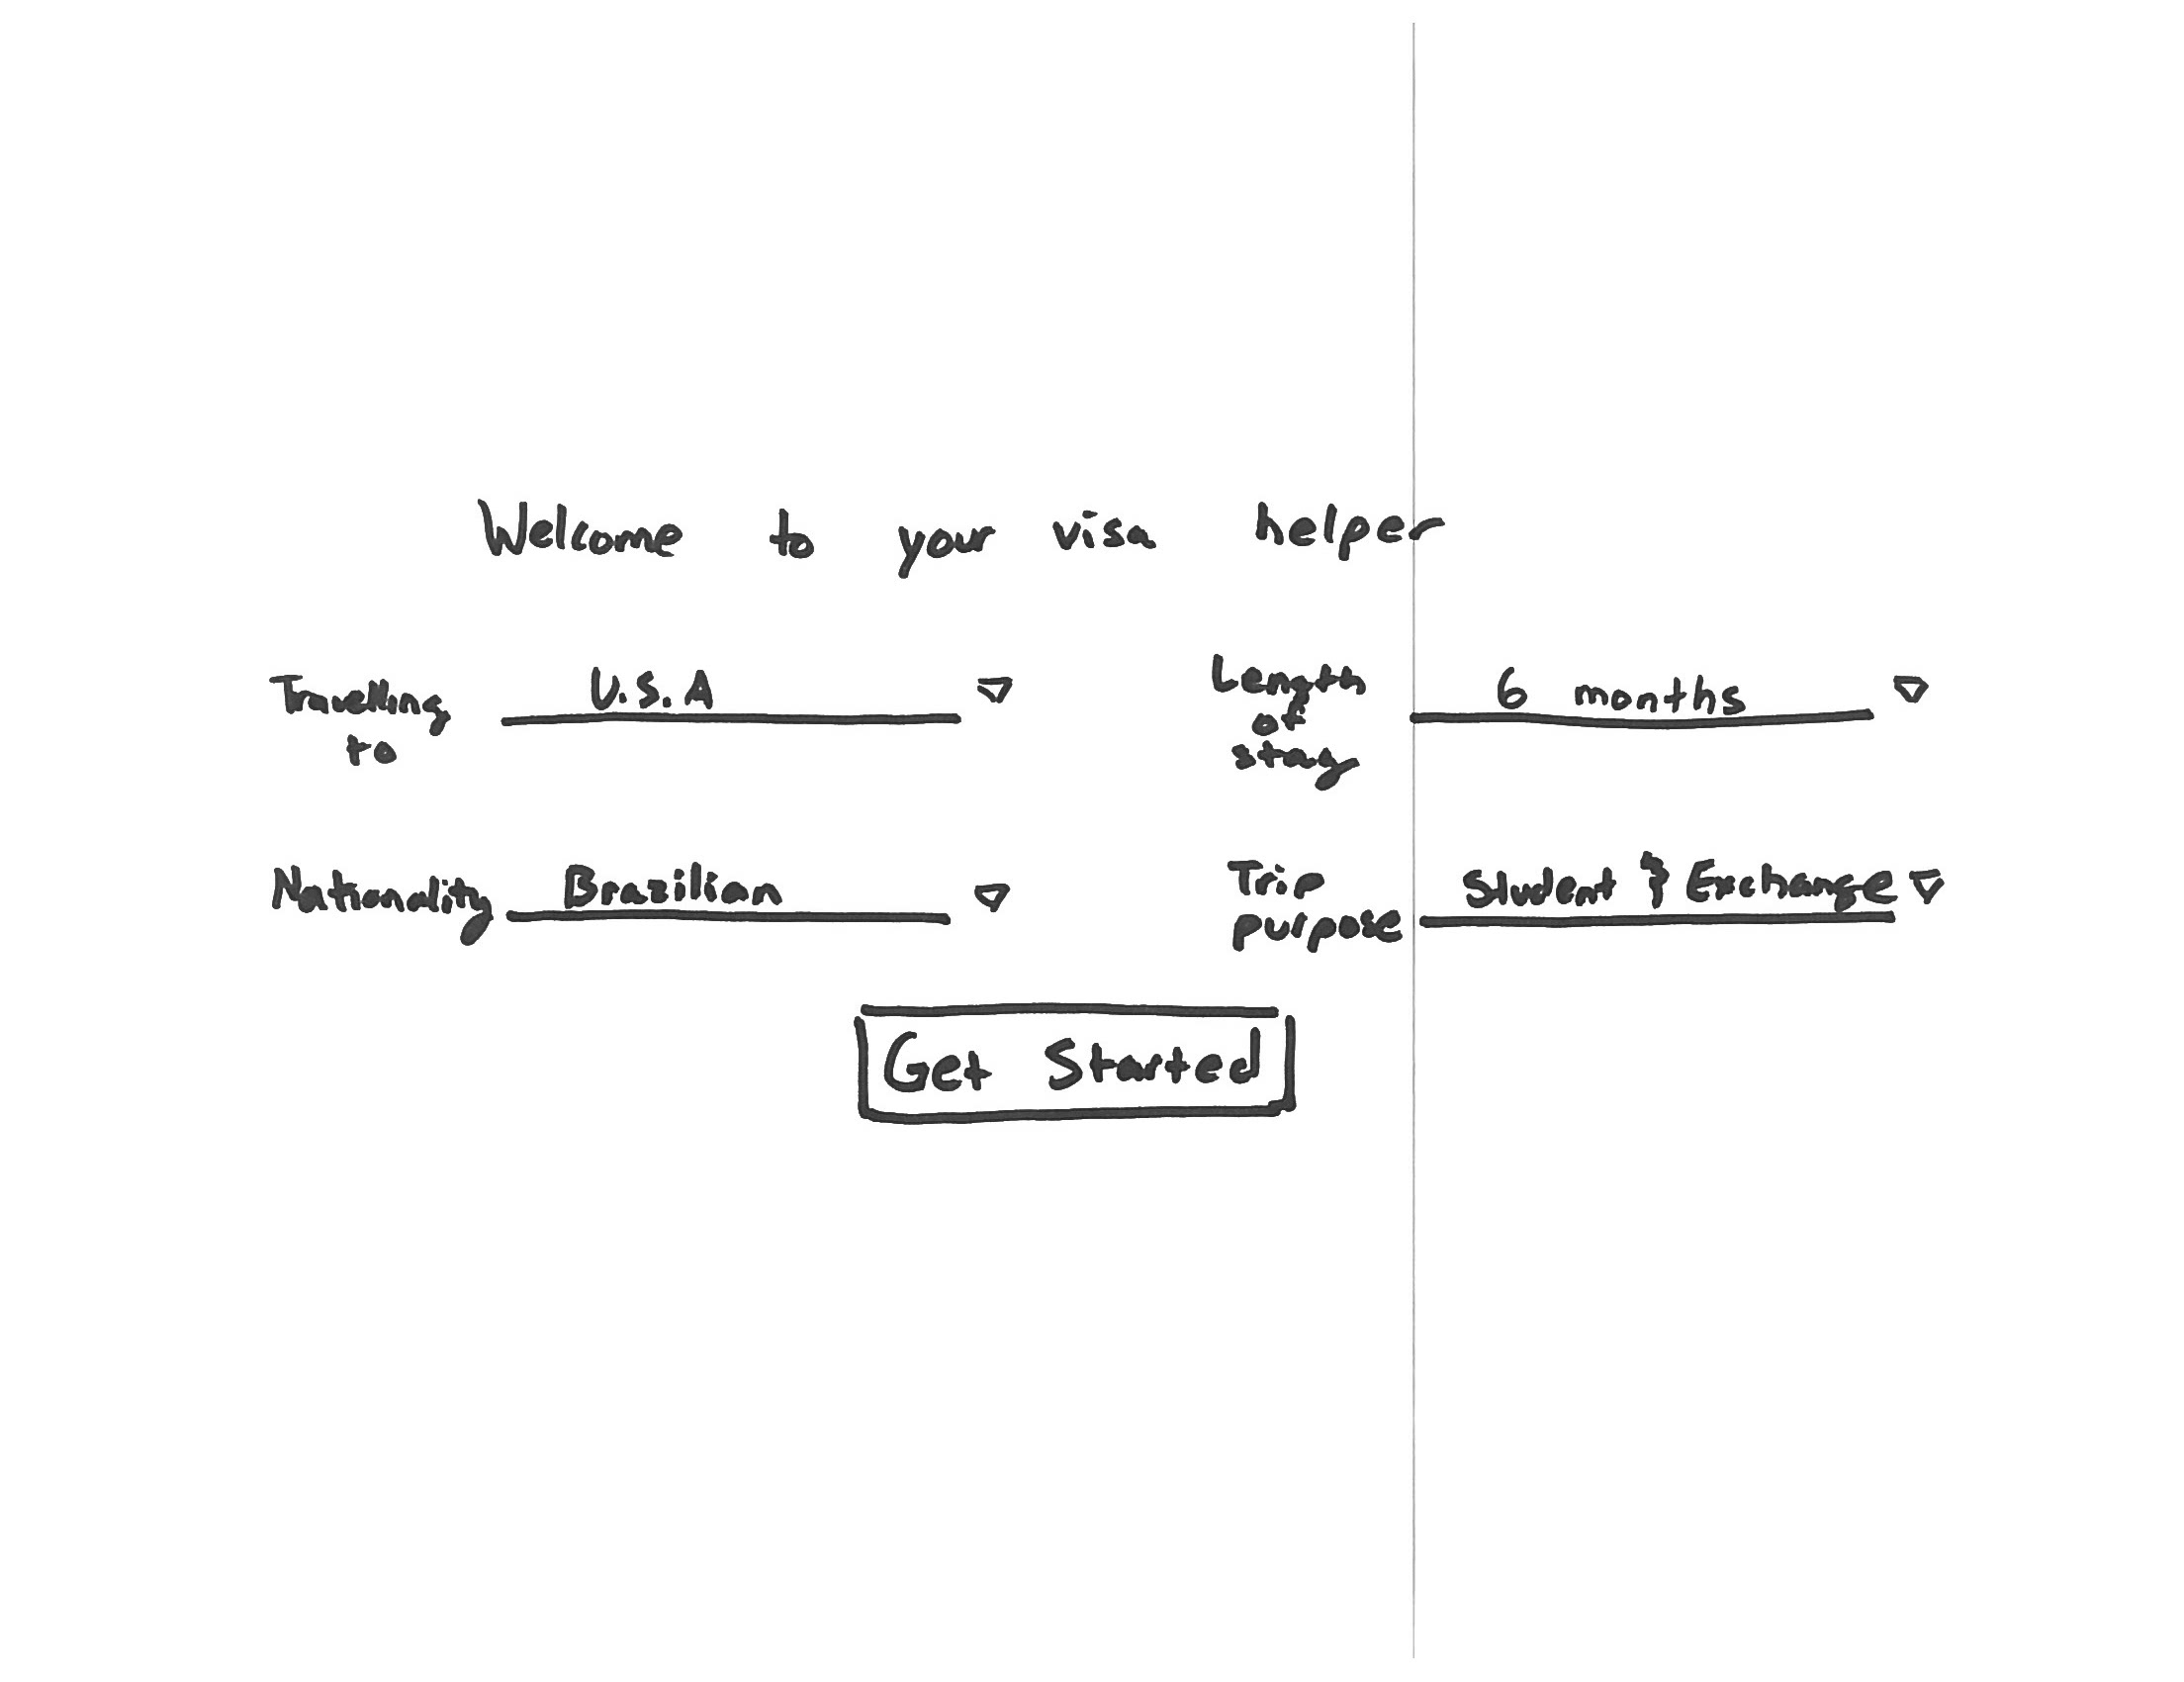 Welcome to your visa helper
Travelling
to
U.S.A
Length
of
stay
6 months
Nationality
Brazilian
Trip
purpose
Student & Exchange
Get Started